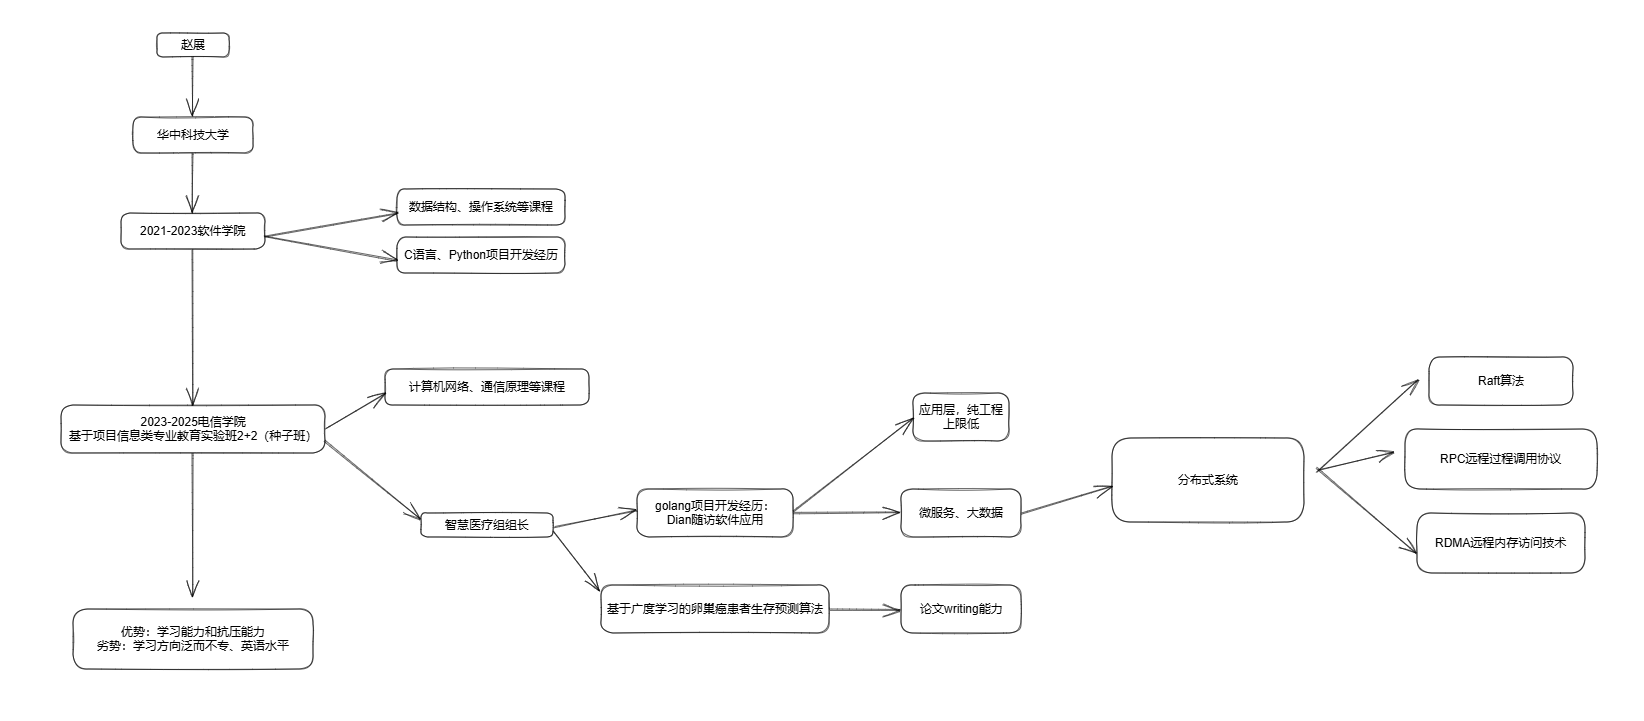 赵展
华中科技大学
2021-2023软件学院
数据结构、操作系统等课程
C语言、Python项目开发经历
2023-2025电信学院
基于项目信息类专业教育实验班2+2（种子班）
计算机网络、通信原理等课程
智慧医疗组组长
golang项目开发经历：
Dian随访软件应用
应用层，纯工程
上限低
微服务、大数据
分布式系统
Raft算法
RPC远程过程调用协议
RDMA远程内存访问技术
基于广度学习的卵巢癌患者生存预测算法
论文writing能力
优势：学习能力和抗压能力
劣势：学习方向泛而不专、英语水平